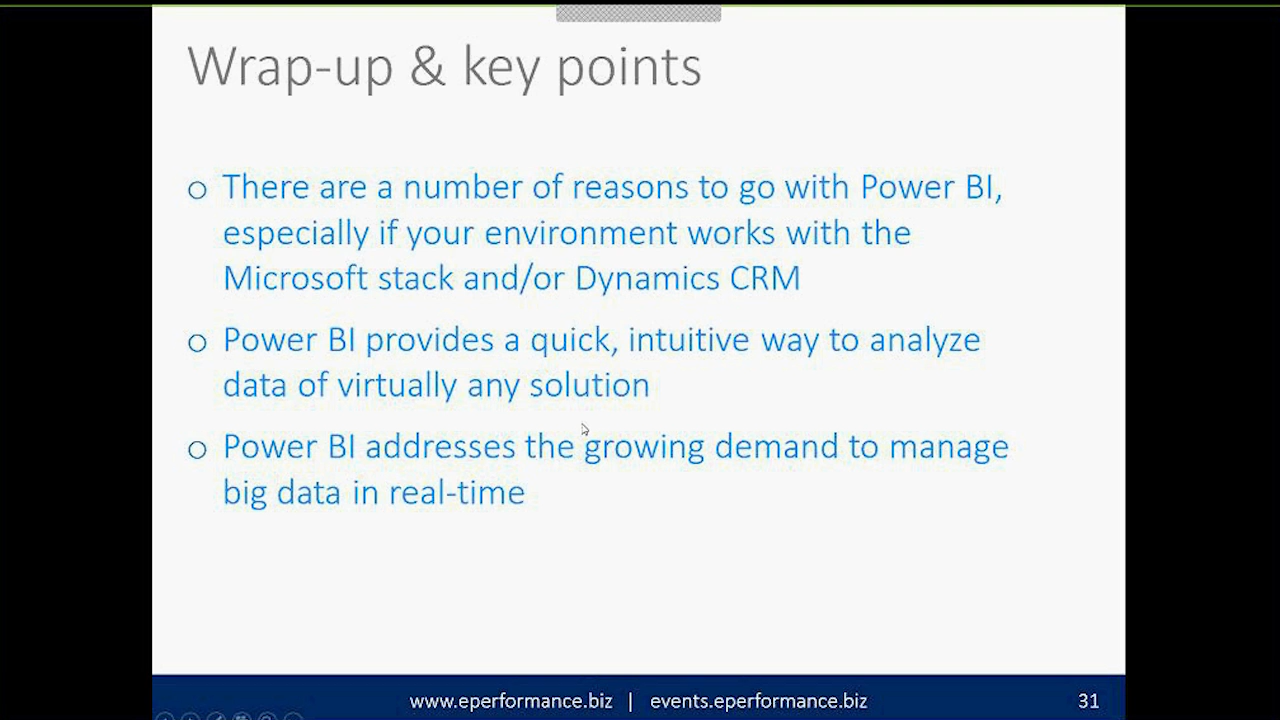 Wrap-up & key points
o There are a number of reasons to go with Power BI,
especially if your environment works with the
Microsoft stack and/or Dynamics CRM
o Power BI provides a quick, intuitive way to analyze
data of virtually any solution
o Power BI addresses the growing demand to manage
big data in real-time
www.eperformance.biz | events.eperformance.biz 31